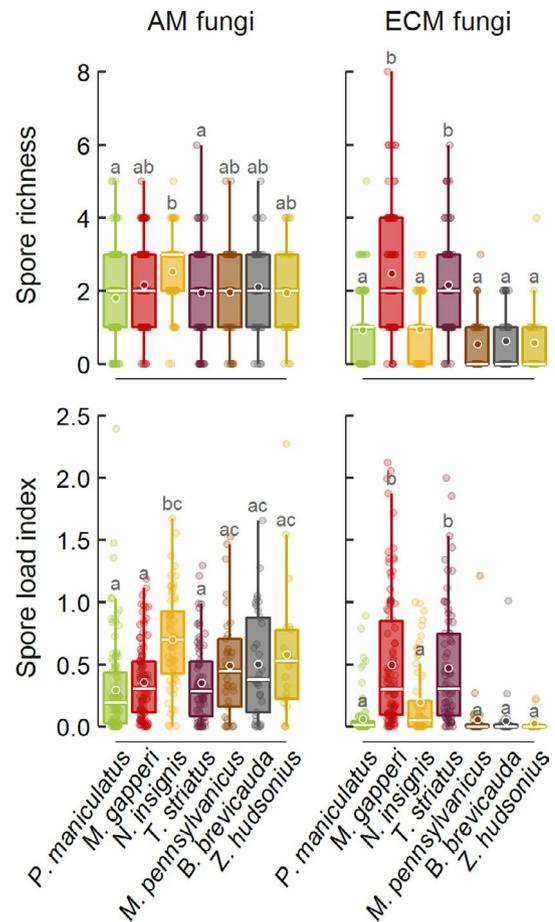 AM fungi ECM fungi
Spore richness
8
6
4
2
0
a ab b a ab ab ab
a b a b a a a
Spore load index
2.5
2.0
1.5
1.0
0.5
0.0
a a bc a ac ac ac
a b a b a a a
P. maniculatus
M. gapperi
N. insignis
T. striatus
M. pennsylvanicus
B. brevicauda
Z. hudsonius
P. maniculatus
M. gapperi
N. insignis
T. striatus
M. pennsylvanicus
B. brevicauda
Z. hudsonius